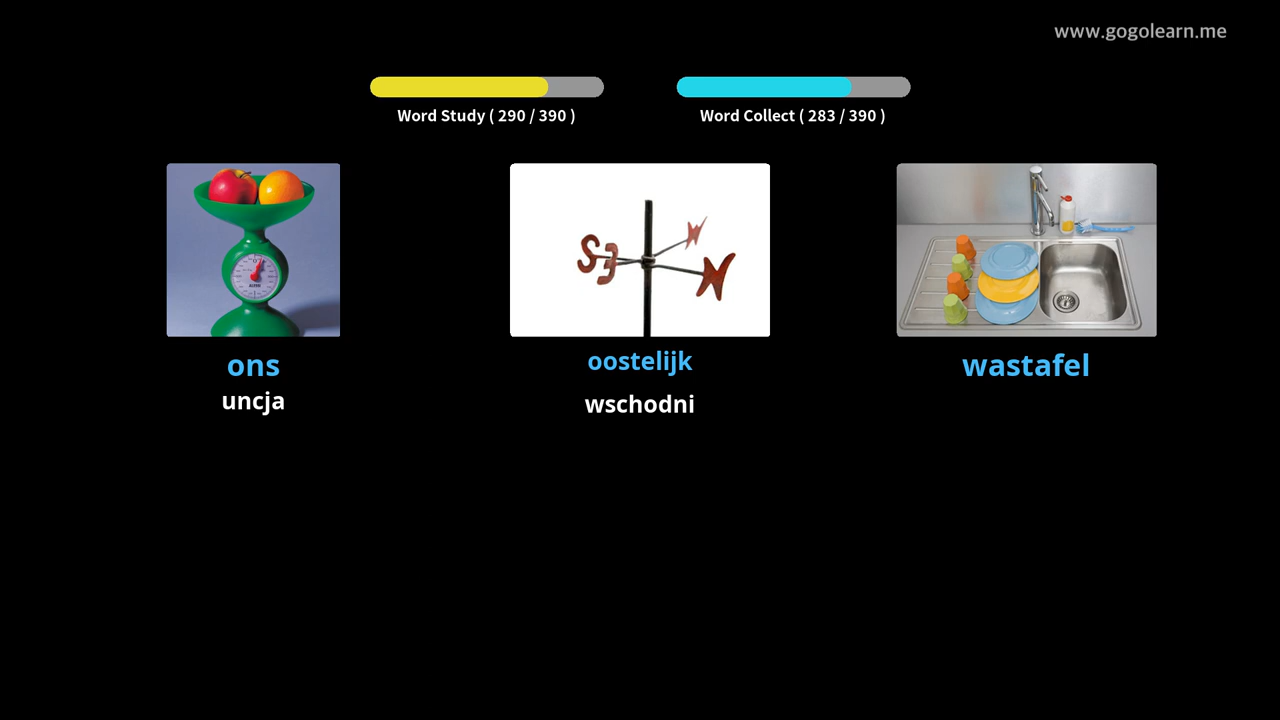 www.gogolearn.me
Word Study ( 290 / 390 )
Word Collect ( 283 / 390 )
ons
uncja
oostelijk
wschodni
wastafel